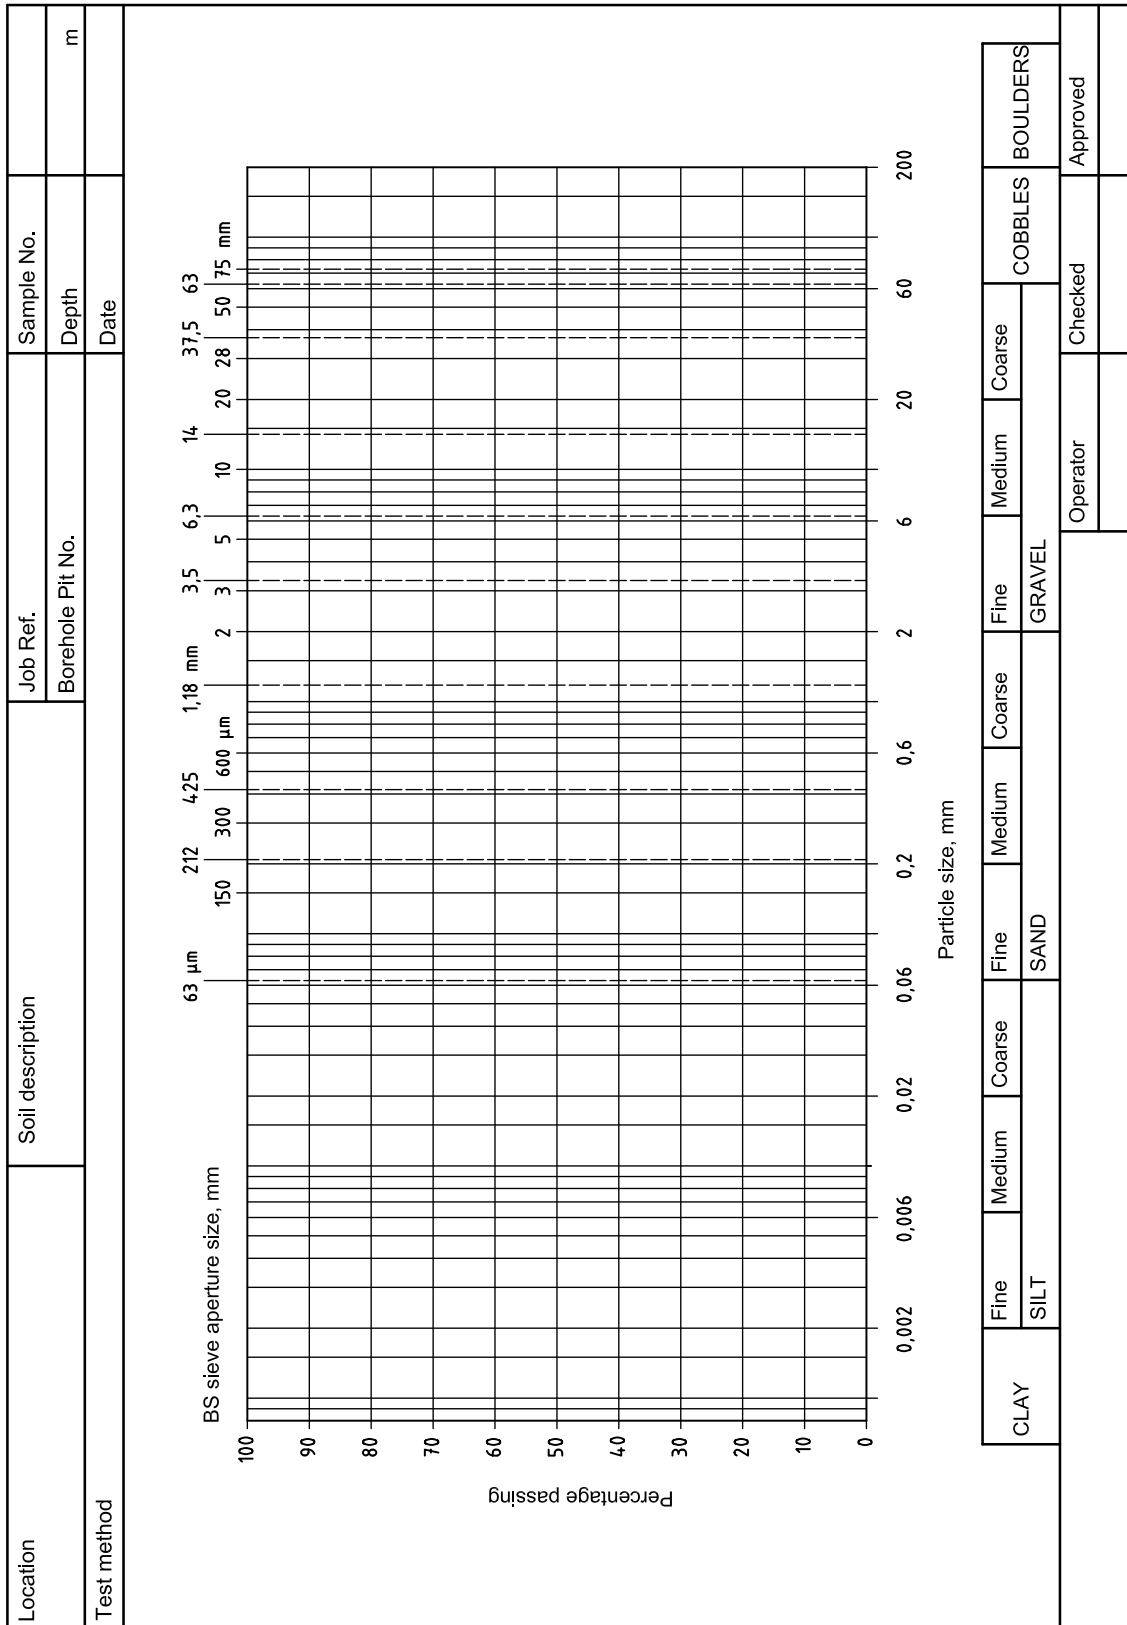 Location
Soil description
Job Ref.
Sample No.
Borehole Pit No.
Depth
m
Test method
Date
63 µm 212 425 1,18 mm 3,5 6,3 14 37,5 63
BS sieve aperture size, mm 150 300 600 µm 2 3 5 10 20 28 50 75 mm
100
90
80
70
60
50
40
30
20
10
0
Percentage passing
0,002 0,006 0,02 0,06 0,2 0,6 2 6 20 60 200
Particle size, mm
CLAY
Fine Medium Coarse Fine Medium Coarse Fine Medium Coarse
COBBLES BOULDERS
SILT SAND GRAVEL
Operator Checked Approved